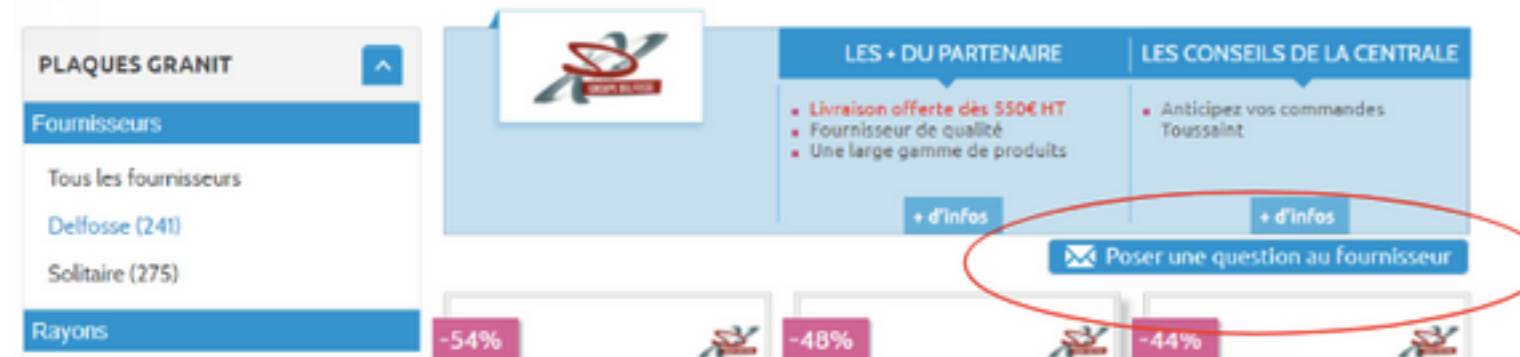 PLAQUES GRANIT
Fournisseurs
Tous les fournisseurs
Delfosse (241)
Solitaire (275)
Rayons
LES + DU PARTENAIRE
Livraison offerte dès 550€ HT
Fournisseur de qualité
Une large gamme de produits
+ d'infos
LES CONSEILS DE LA CENTRALE
Anticipez vos commandes
Toussaint
+ d'infos
Poser une question au fournisseur
-54%
-48%
-44%